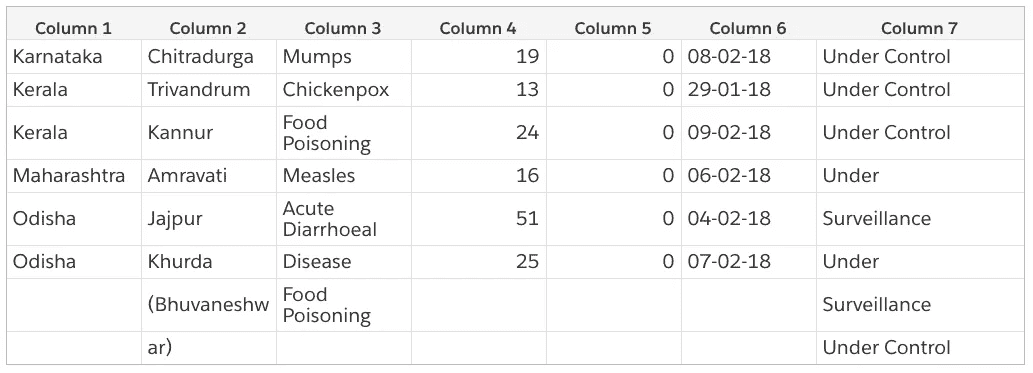 Column 1 Column 2 Column 3 Column 4 Column 5 Column 6 Column 7
Karnataka Chitradurga Mumps 19 0 08-02-18 Under Control
Kerala Trivandrum Chickenpox 13 0 29-01-18 Under Control
Kerala Kannur Food Poisoning 24 0 09-02-18 Under Control
Maharashtra Amravati Measles 16 0 06-02-18 Under
Odisha Jajpur Acute Diarrhoeal 51 0 04-02-18 Surveillance
Odisha Khurda Disease 25 0 07-02-18 Under
(Bhuvaneshw Food Poisoning Surveillance
ar) Under Control